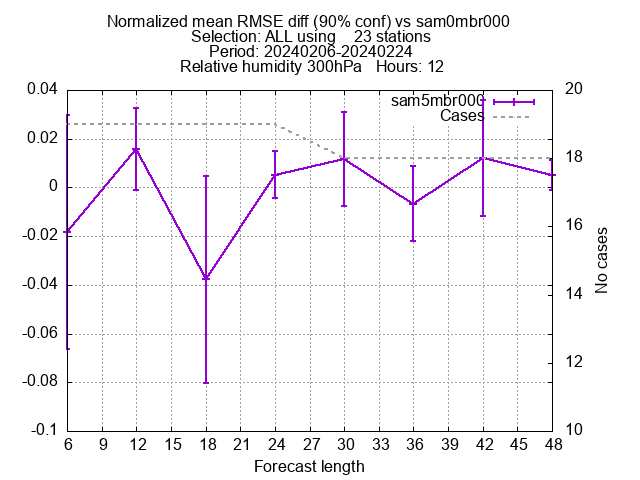 Normalized mean RMSE diff (90% conf) vs sam0mbr000
Selection: ALL using    23 stations
Period: 20240206-20240224
Relative humidity 300hPa   Hours: 12
sam5mbr000
Cases
0.04
0.02
0
-0.02
-0.04
-0.06
-0.08
-0.1
20
18
16
14
12
10
No cases
6 9 12 15 18 21 24 27 30 33 36 39 42 45 48
Forecast length